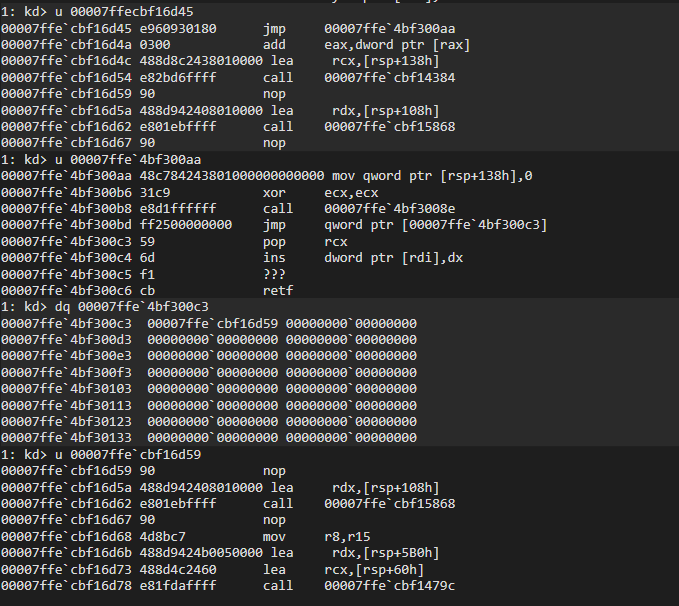 1: kd> u 00007ffecbf16d45
00007ffe`cbf16d45 e960930180 jmp 00007ffe`4bf300aa
00007ffe`cbf16d4a 0300 add eax,dword ptr [rax]
00007ffe`cbf16d4c 488d8c2438010000 lea rcx,[rsp+138h]
00007ffe`cbf16d54 e82bd6ffff call 00007ffe`cbf14384
00007ffe`cbf16d59 90 nop
00007ffe`cbf16d5a 488d942408010000 lea rdx,[rsp+108h]
00007ffe`cbf16d62 e801ebffff call 00007ffe`cbf15868
00007ffe`cbf16d67 90 nop
1: kd> u 00007ffe`4bf300aa
00007ffe`4bf300aa 48c784243801000000000000 mov qword ptr [rsp+138h],0
00007ffe`4bf300b6 31c9 xor ecx,ecx
00007ffe`4bf300b8 e8d1ffffff call 00007ffe`4bf3008e
00007ffe`4bf300bd ff2500000000 jmp qword ptr [00007ffe`4bf300c3]
00007ffe`4bf300c3 59 pop rcx
00007ffe`4bf300c4 6d ins dword ptr [rdi],dx
00007ffe`4bf300c5 f1 ???
00007ffe`4bf300c6 cb retf
1: kd> dq 00007ffe`4bf300c3
00007ffe`4bf300c3 00007ffe`cbf16d59 00000000`00000000
00007ffe`4bf300d3 00000000`00000000 00000000`00000000
00007ffe`4bf300e3 00000000`00000000 00000000`00000000
00007ffe`4bf300f3 00000000`00000000 00000000`00000000
00007ffe`4bf30103 00000000`00000000 00000000`00000000
00007ffe`4bf30113 00000000`00000000 00000000`00000000
00007ffe`4bf30123 00000000`00000000 00000000`00000000
00007ffe`4bf30133 00000000`00000000 00000000`00000000
1: kd> u 00007ffe`cbf16d59
00007ffe`cbf16d59 90 nop
00007ffe`cbf16d5a 488d942408010000 lea rdx,[rsp+108h]
00007ffe`cbf16d62 e801ebffff call 00007ffe`cbf15868
00007ffe`cbf16d67 90 nop
00007ffe`cbf16d68 4d8bc7 mov r8,r15
00007ffe`cbf16d6b 488d9424b0050000 lea rdx,[rsp+5B0h]
00007ffe`cbf16d73 488d4c2460 lea rcx,[rsp+60h]
00007ffe`cbf16d78 e81fdaffff call 00007ffe`cbf1479c